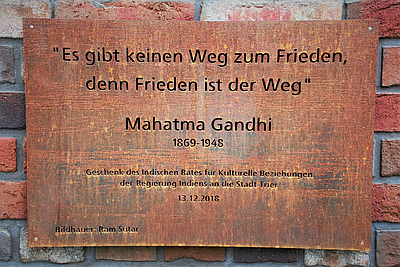 "Es gibt keinen Weg zum Frieden,
denn Frieden ist der Weg"
Mahatma Gandhi
1869-1948
Geschenk des Indischen Rates für Kulturelle Beziehungen
der Regierung Indiens an die Stadt Trier
13.12.2018
Bildhauer: Ram Sutar